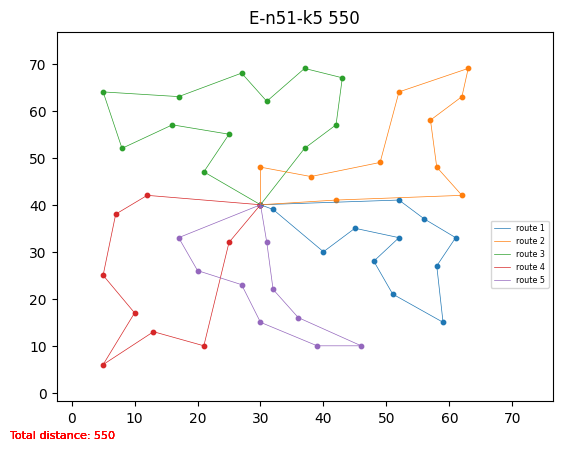 E-n51-k5 550
70
60
50
40
30
20
10
0
route 1
route 2
route 3
route 4
route 5
0 10 20 30 40 50 60 70
Total distance: 550